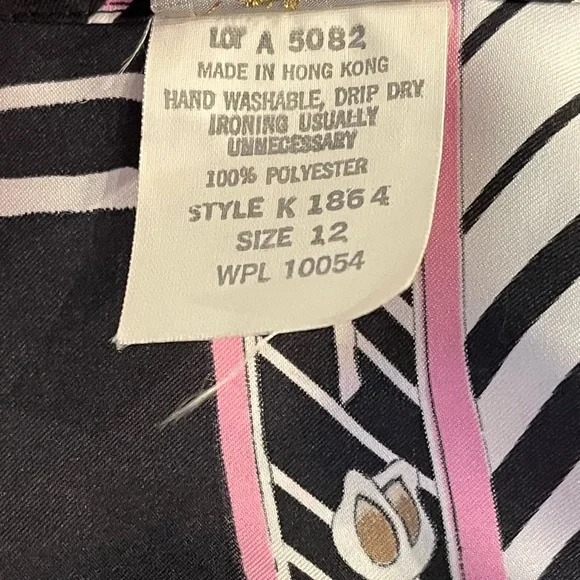 LOT A 5082
MADE IN HONG KONG
HAND WASHABLE, DRIP DRY
IRONING USUALLY
UNNECESSARY
100% POLYESTER
STYLE K 1864
SIZE 12
WPL 10054